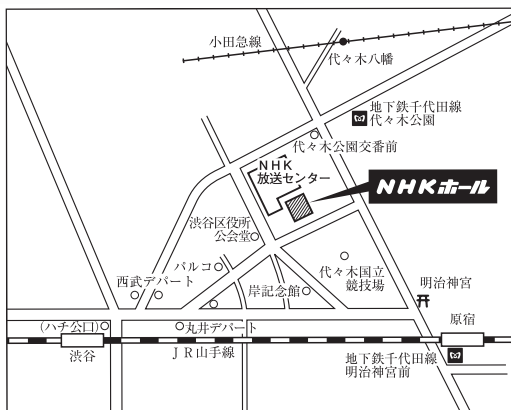 小田急線
代々木八幡
地下鉄千代田線
代々木公園
代々木公園交番前
NHK
放送センター
NHKホール
渋谷区役所
公会堂
パルコ
西武デパート
岸記念館
代々木国立
競技場
明治神宮
(ハチ公口)
丸井デパート
原宿
渋谷
JR山手線
地下鉄千代田線
明治神宮前